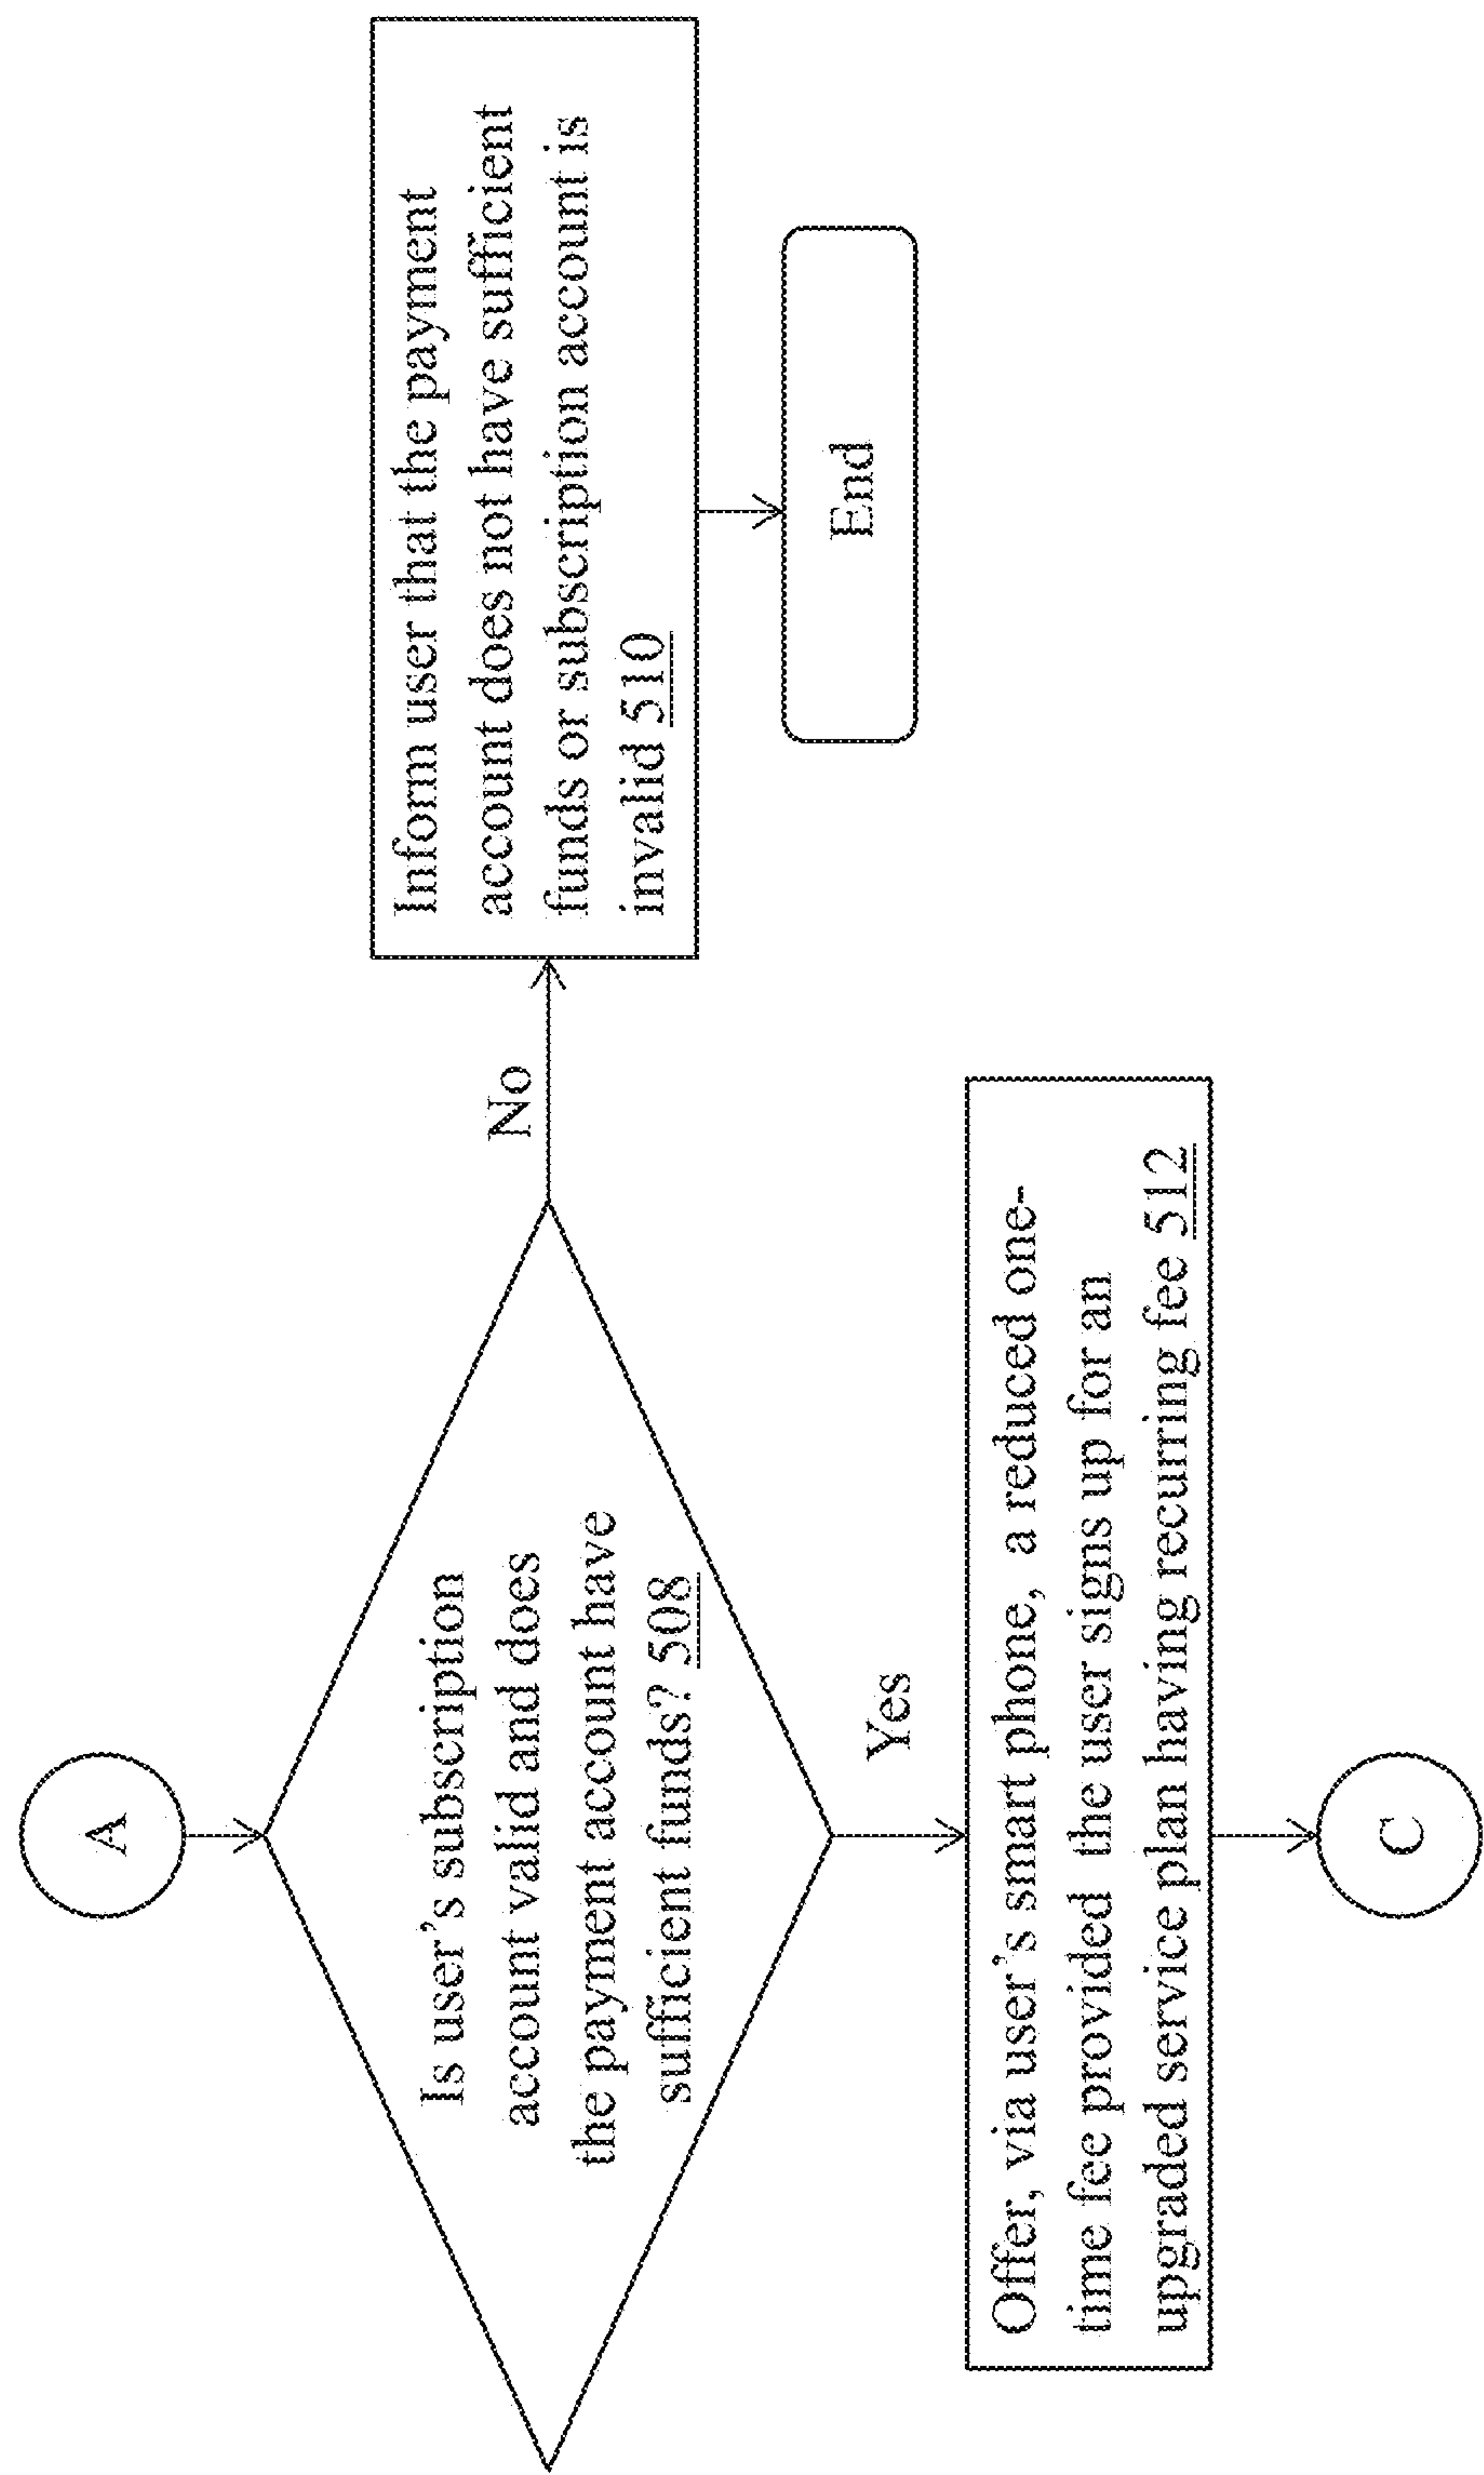 A
Is user's subscription
account valid and does
the payment account have
sufficient funds? 508
No
Inform user that the payment
account does not have sufficient
funds or subscription account is
invalid 510
End
Yes
Offer, via user's smart phone, a reduced one-
time fee provided the user signs up for an
upgraded service plan having recurring fee 512
C